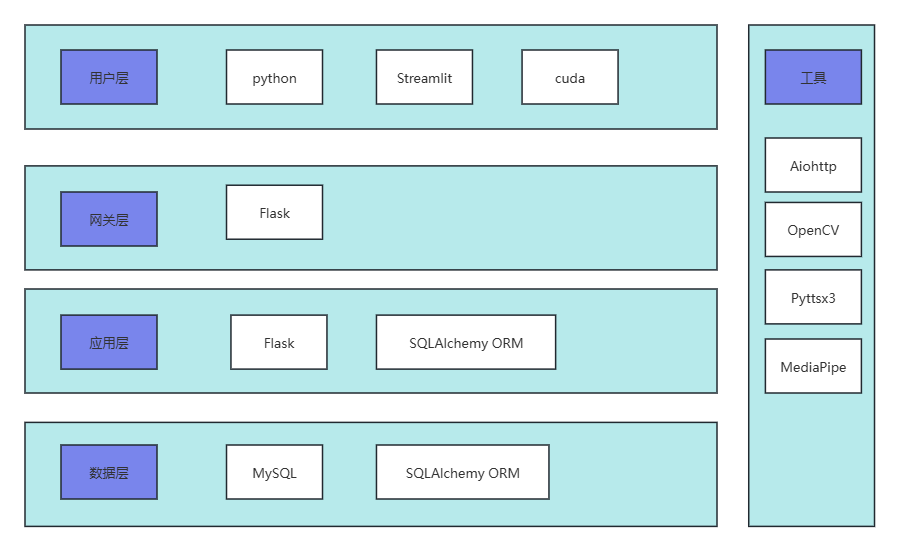 用户层
python
Streamlit
cuda
网关层
Flask
应用层
Flask
SQLAlchemy ORM
数据层
MySQL
SQLAlchemy ORM
工具
Aiohttp
OpenCV
Pyttsx3
MediaPipe